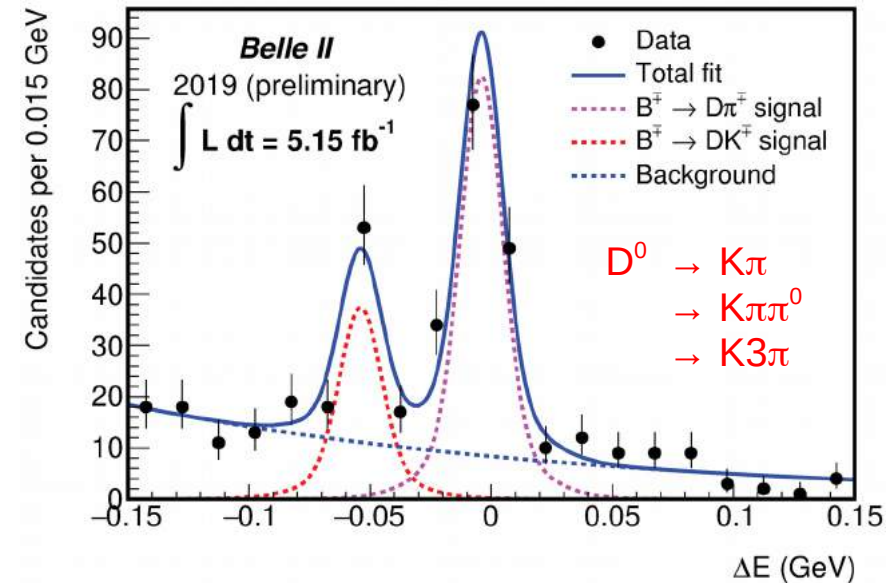 Candidates per 0.015 GeV
90
80
70
60
50
40
30
20
10
0
−0.15
−0.1
−0.05
0
0.05
0.1
0.15
ΔE (GeV)
Belle II
2019 (preliminary)
∫ L dt = 5.15 fb⁻¹
Data
Total fit
B^∓ → Dπ^∓ signal
B^∓ → DK^∓ signal
Background
D⁰ → Kπ
→ Kππ⁰
→ K3π